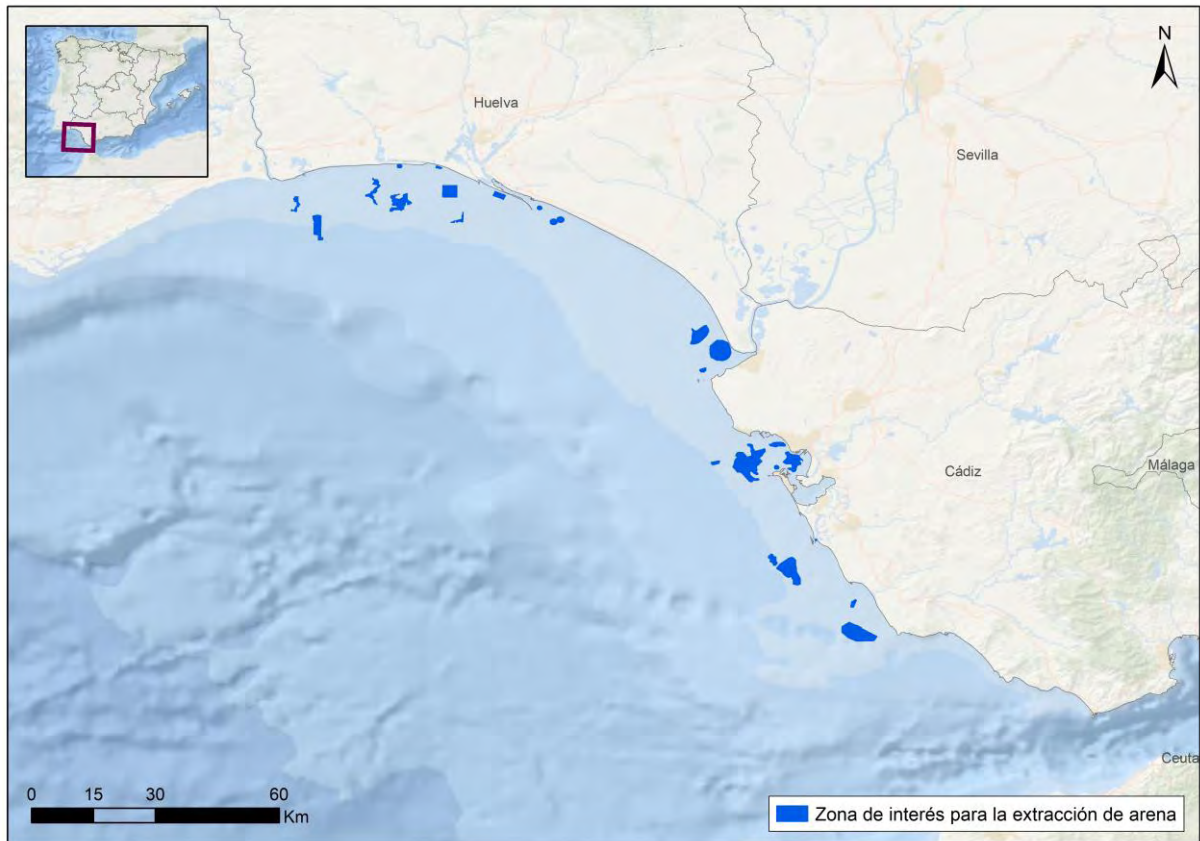 N
Huelva
Sevilla
Cádiz
Málaga
Ceuta
0 15 30 60
Km
Zona de interés para la extracción de arena